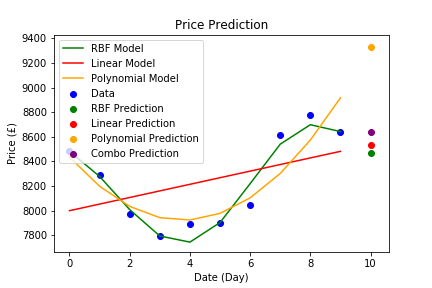 Price Prediction
9400
9200
9000
8800
8600
8400
8200
8000
7800
Price (£)
RBF Model
Linear Model
Polynomial Model
Data
RBF Prediction
Linear Prediction
Polynomial Prediction
Combo Prediction
0 2 4 6 8 10
Date (Day)